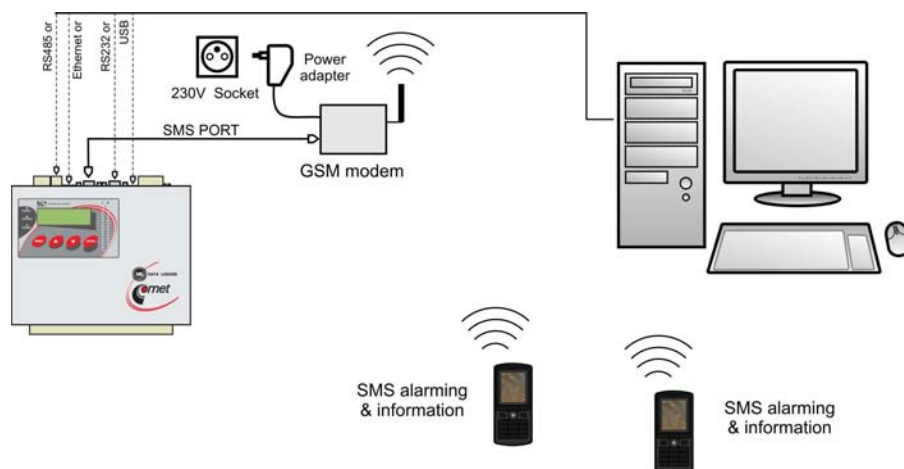 RS485 or
Ethernet or
RS232 or
USB
230V Socket
Power
adapter
SMS PORT
GSM modem
DATA LOGGER
Comet
SMS alarming
& information
SMS alarming
& information